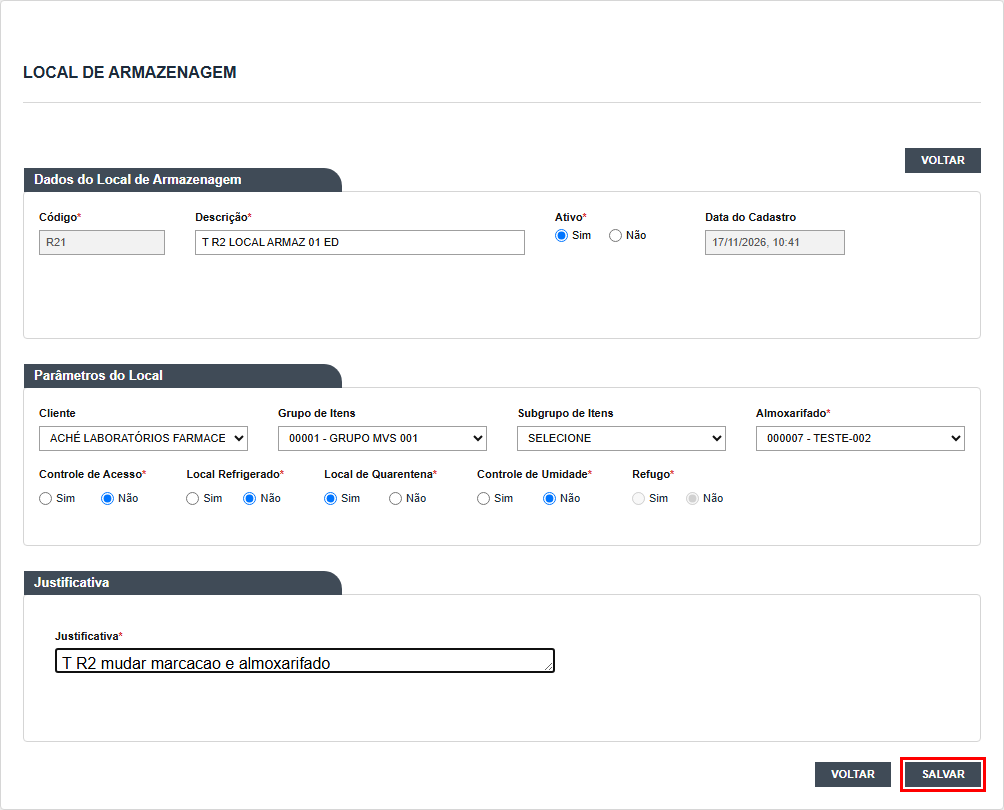 LOCAL DE ARMAZENAGEM
VOLTAR
Dados do Local de Armazenagem
Código* Descrição* Ativo* Data do Cadastro
R21 T R2 LOCAL ARMAZ 01 ED Sim Não 17/11/2026, 10:41
Parâmetros do Local
Cliente Grupo de Itens Subgrupo de Itens Almoxarifado*
ACHÉ LABORATÓRIOS FARMACE 00001 - GRUPO MVS 001 SELECIONE 000007 - TESTE-002
Controle de Acesso* Local Refrigerado* Local de Quarentena* Controle de Umidade* Refugo*
Sim Não Sim Não Sim Não Sim Não Sim Não
Justificativa
Justificativa*
T R2 mudar marcacao e almoxarifado
VOLTAR SALVAR